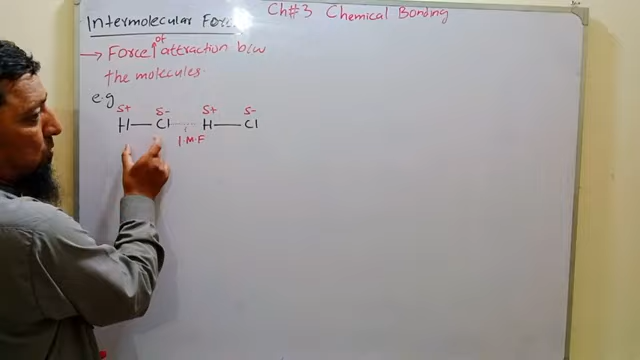 Ch#3 Chemical Bonding
Intermolecular Forc
→ Force of attraction b/w
the molecules.
e.g
δ+ δ- δ+ δ-
H—Cl.....H—Cl
I.M.F